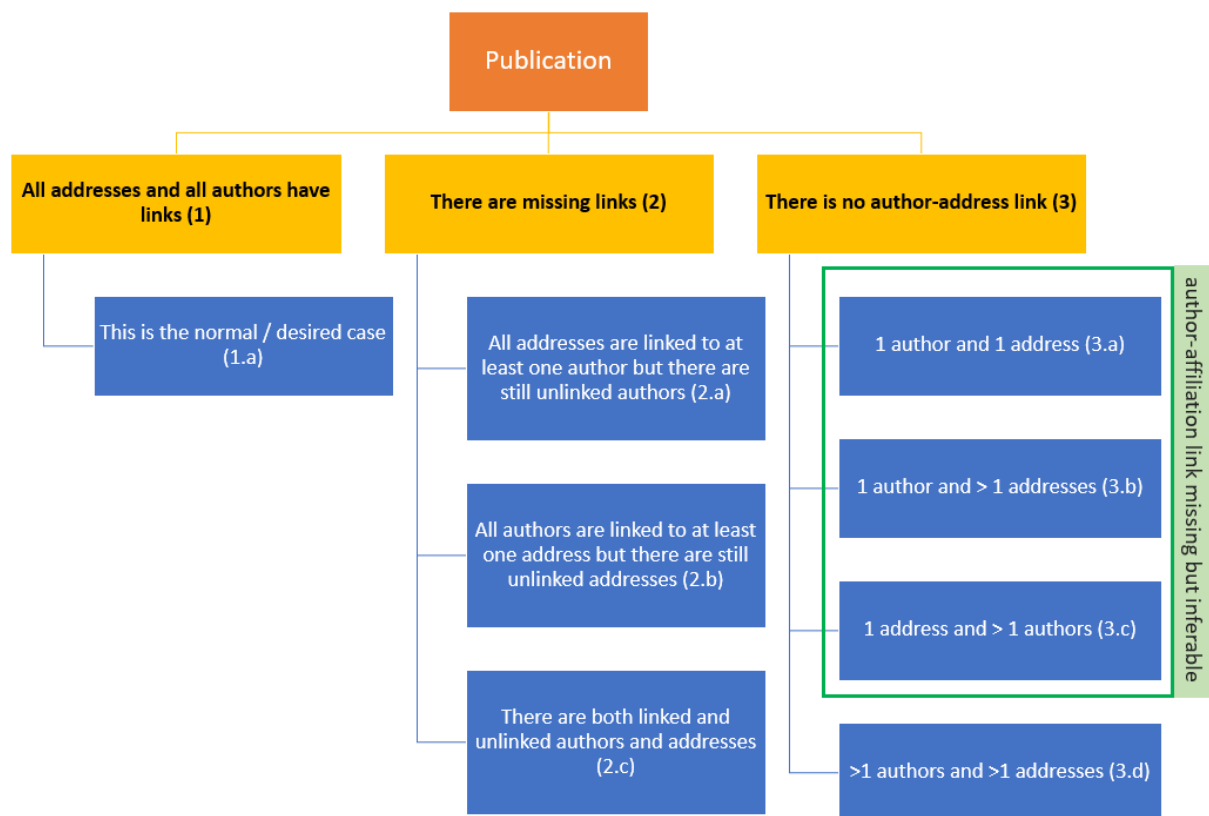 Publication
All addresses and all authors have
links (1)
There are missing links (2)
There is no author-address link (3)
This is the normal / desired case
(1.a)
All addresses are linked to at
least one author but there are
still unlinked authors (2.a)
All authors are linked to at least
one address but there are still
unlinked addresses (2.b)
There are both linked and
unlinked authors and addresses
(2.c)
1 author and 1 address (3.a)
1 author and > 1 addresses (3.b)
1 address and > 1 authors (3.c)
>1 authors and >1 addresses (3.d)
author-affiliation link missing but inferable